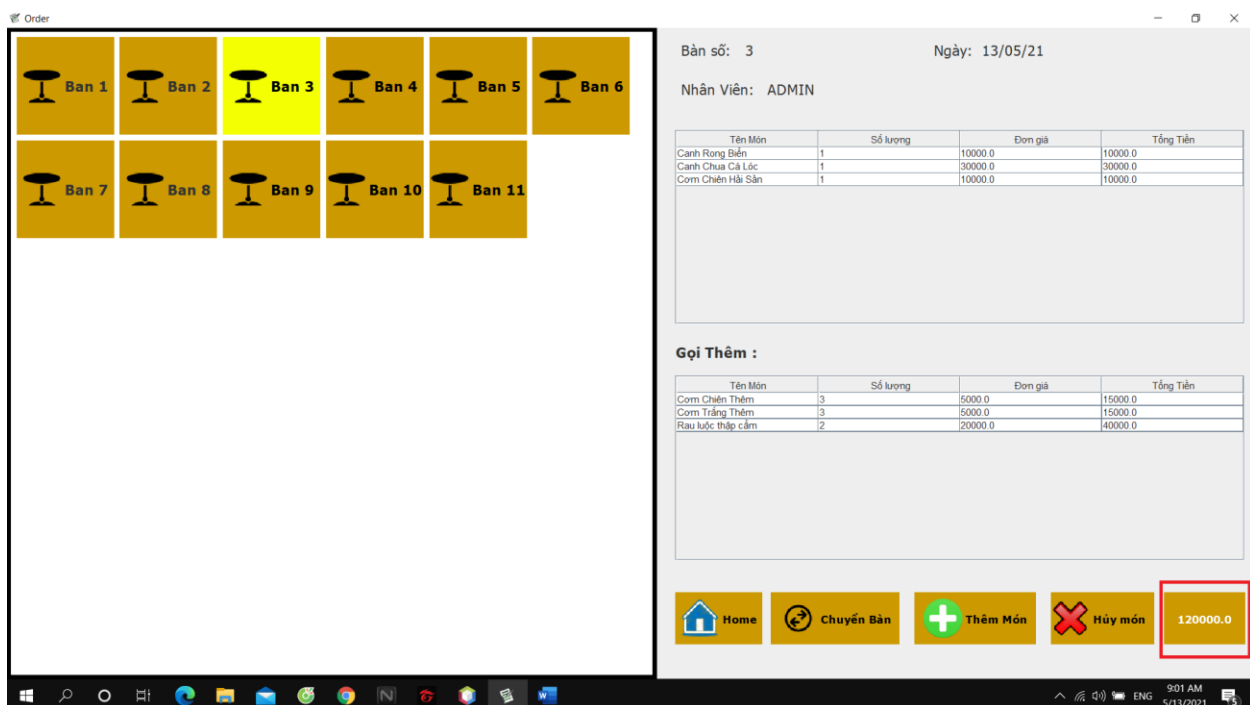 Order
Ban 1
Ban 2
Ban 3
Ban 4
Ban 5
Ban 6
Ban 7
Ban 8
Ban 9
Ban 10
Ban 11
Bàn số: 3 Ngày: 13/05/21
Nhân Viên: ADMIN
Tên Món Số lượng Đơn giá Tổng Tiền
Canh Rong Biển 1 10000.0 10000.0
Canh Chua Cá Lóc 1 30000.0 30000.0
Cơm Chiên Hải Sản 1 10000.0 10000.0
Gọi Thêm :
Tên Món Số lượng Đơn giá Tổng Tiền
Cơm Chiên Thêm 3 5000.0 15000.0
Cơm Trắng Thêm 3 5000.0 15000.0
Rau luộc thập cẩm 2 20000.0 40000.0
Home
Chuyển Bàn
Thêm Món
Hủy món
120000.0
ENG
9:01 AM
5/13/2021
5